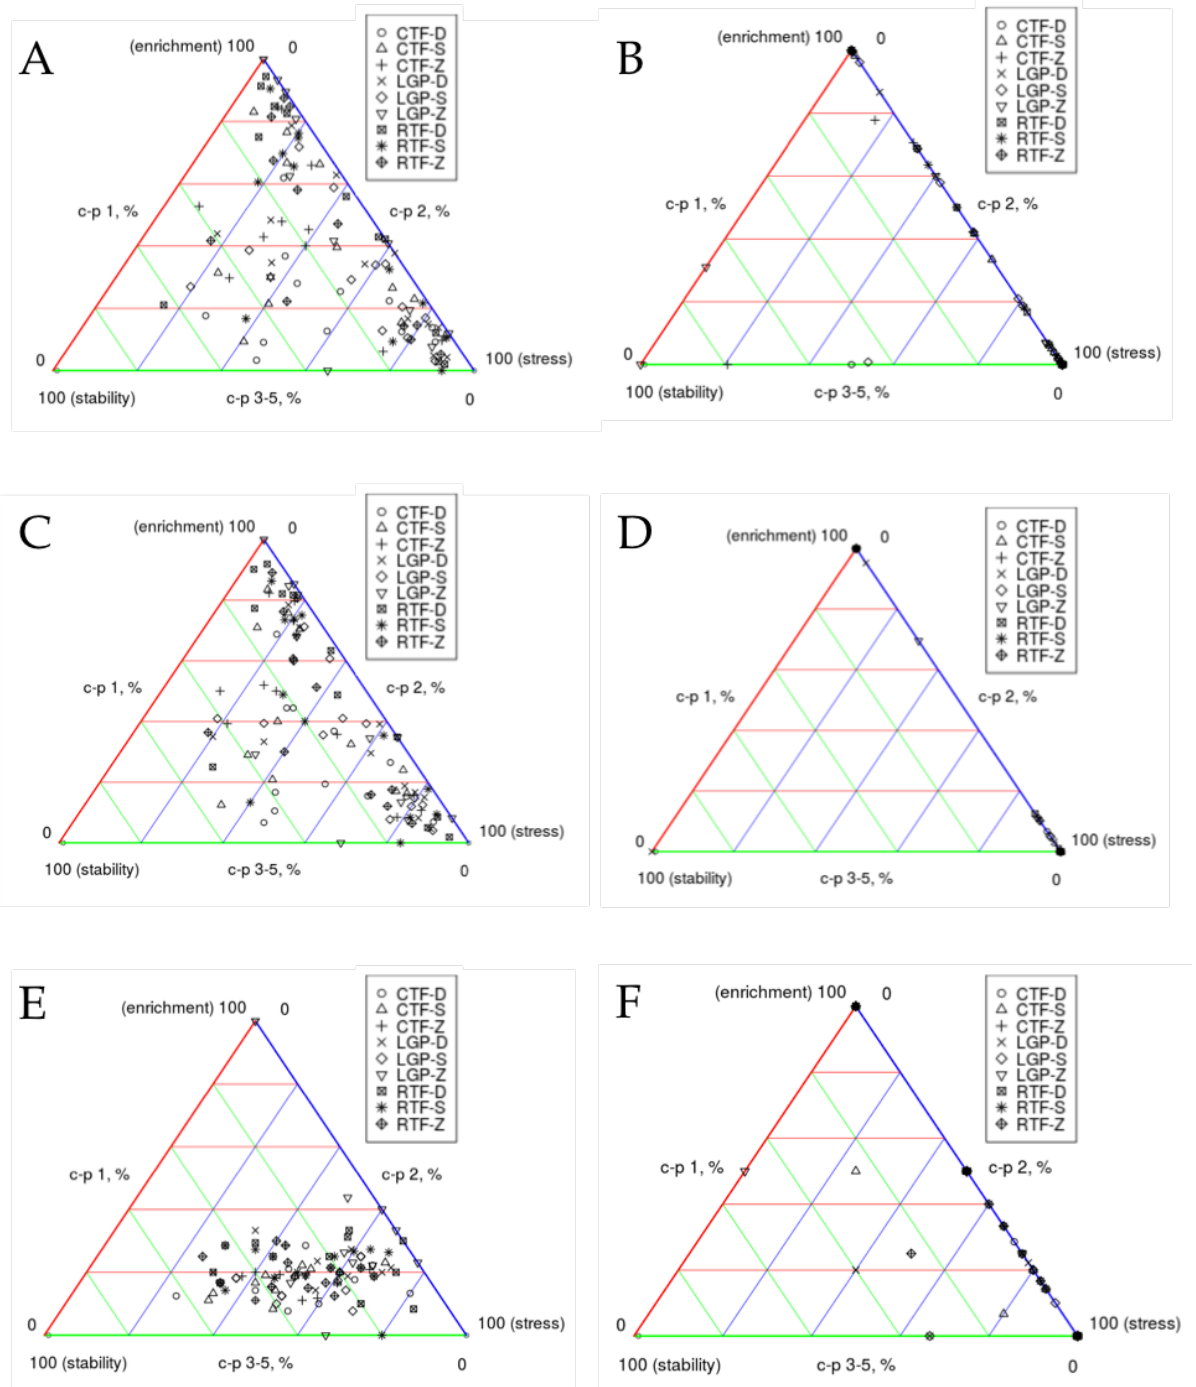 A
(enrichment) 100
0
CTF-D
CTF-S
CTF-Z
LGP-D
LGP-S
LGP-Z
RTF-D
RTF-S
RTF-Z
c-p 1, %
c-p 2, %
0
100 (stress)
100 (stability)
c-p 3-5, %
0
B
(enrichment) 100
0
CTF-D
CTF-S
CTF-Z
LGP-D
LGP-S
LGP-Z
RTF-D
RTF-S
RTF-Z
c-p 1, %
c-p 2, %
0
100 (stress)
100 (stability)
c-p 3-5, %
0
C
(enrichment) 100
0
CTF-D
CTF-S
CTF-Z
LGP-D
LGP-S
LGP-Z
RTF-D
RTF-S
RTF-Z
c-p 1, %
c-p 2, %
0
100 (stress)
100 (stability)
c-p 3-5, %
0
D
(enrichment) 100
0
CTF-D
CTF-S
CTF-Z
LGP-D
LGP-S
LGP-Z
RTF-D
RTF-S
RTF-Z
c-p 1, %
c-p 2, %
0
100 (stress)
100 (stability)
c-p 3-5, %
0
E
(enrichment) 100
0
CTF-D
CTF-S
CTF-Z
LGP-D
LGP-S
LGP-Z
RTF-D
RTF-S
RTF-Z
c-p 1, %
c-p 2, %
0
100 (stress)
100 (stability)
c-p 3-5, %
0
F
(enrichment) 100
0
CTF-D
CTF-S
CTF-Z
LGP-D
LGP-S
LGP-Z
RTF-D
RTF-S
RTF-Z
c-p 1, %
c-p 2, %
0
100 (stress)
100 (stability)
c-p 3-5, %
0